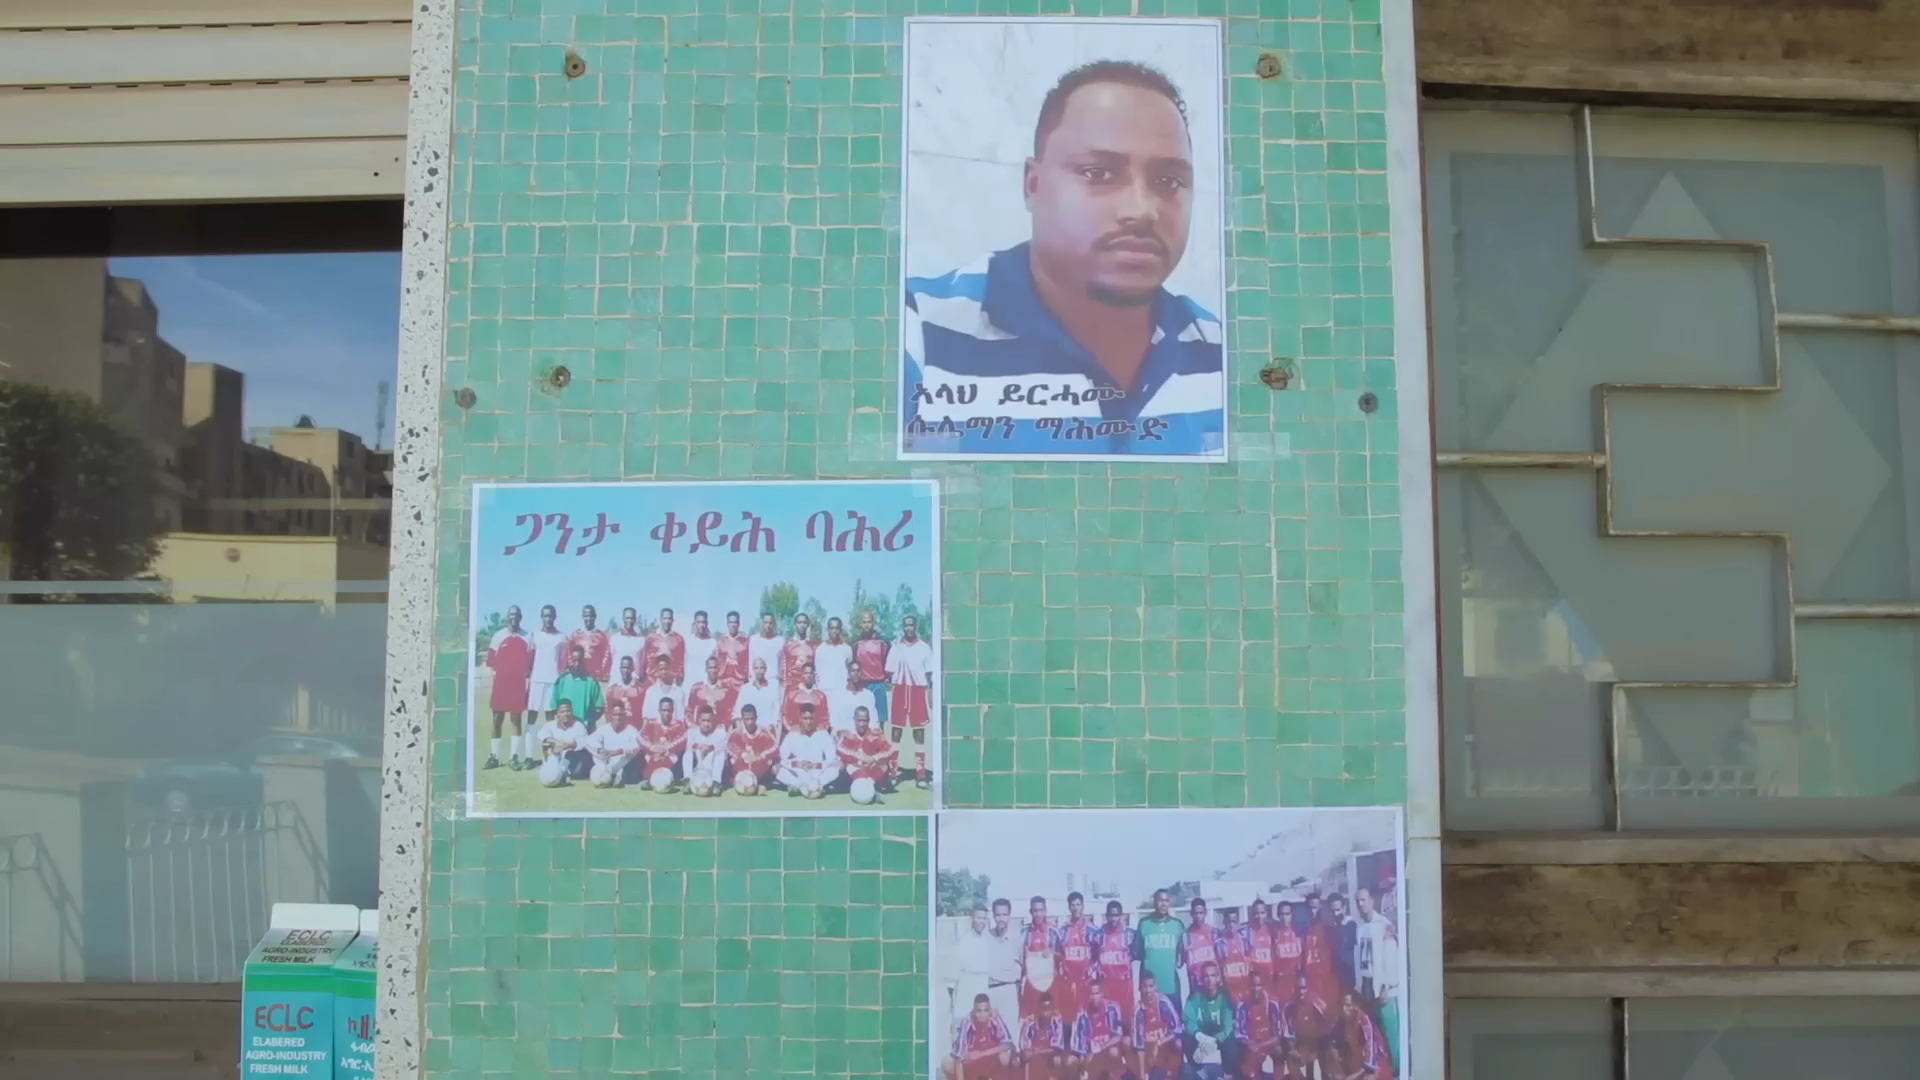 ኣላህ ይርሓሙ
ሱሌማን ማሕሙድ
ጋንታ ቀይሕ ባሕሪ
ECLC
ELABERED
AGRO-INDUSTRY
FRESH MILK
ECLC
ELABERED
AGRO-INDUSTRY
FRESH MILK